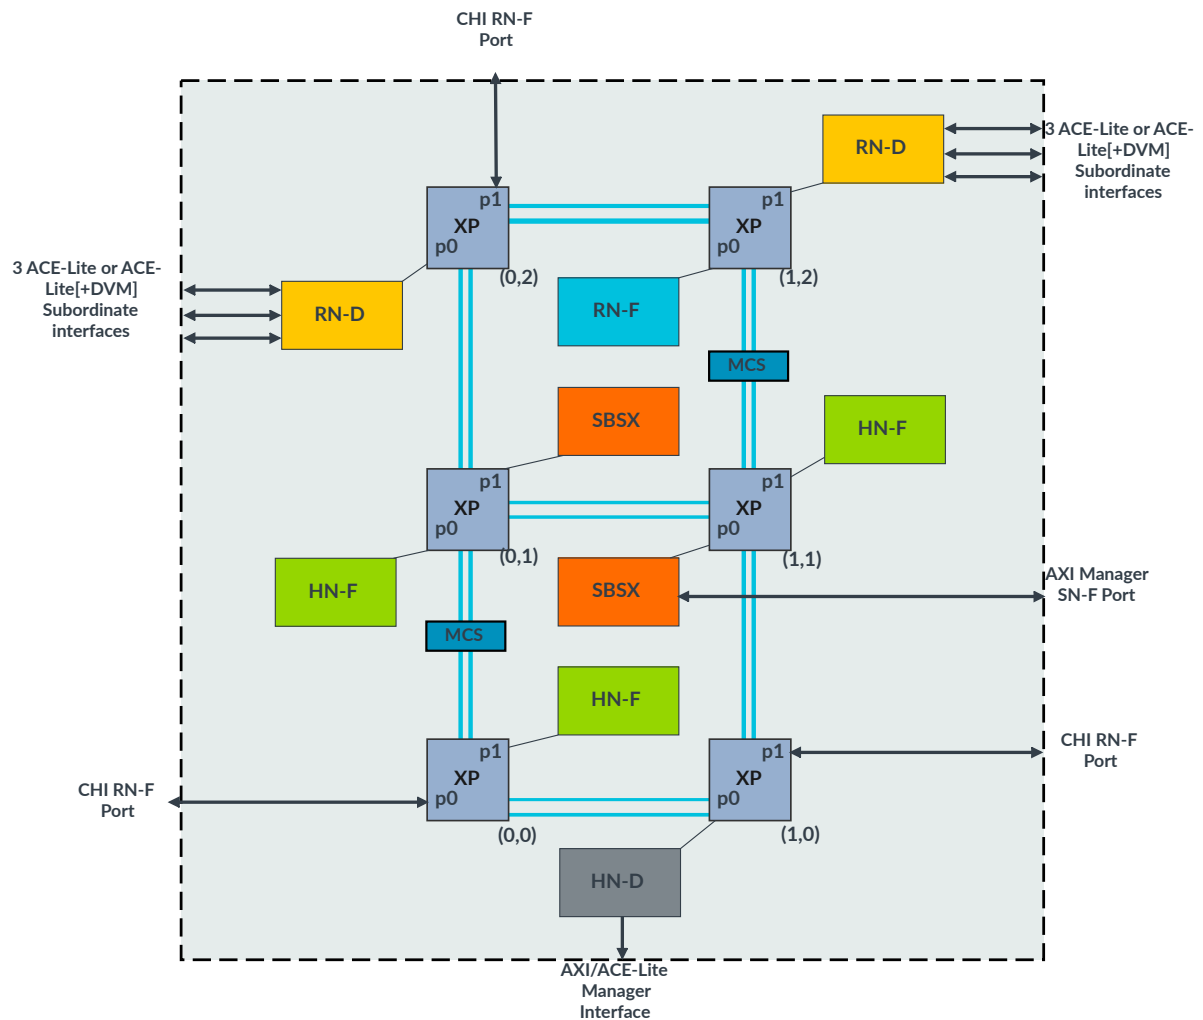 CHI RN-F
Port
RN-D
3 ACE-Lite or ACE-
Lite[+DVM]
Subordinate
interfaces
p1
XP
p0
(0,2)
p1
XP
p0
(1,2)
3 ACE-Lite or ACE-
Lite[+DVM]
Subordinate
interfaces
RN-D
RN-F
MCS
SBSX
HN-F
p1
XP
p0
(0,1)
p1
XP
p0
(1,1)
HN-F
SBSX
AXI Manager
SN-F Port
MCS
HN-F
p1
XP
p0
(0,0)
p1
XP
p0
(1,0)
CHI RN-F
Port
CHI RN-F
Port
HN-D
AXI/ACE-Lite
Manager
Interface